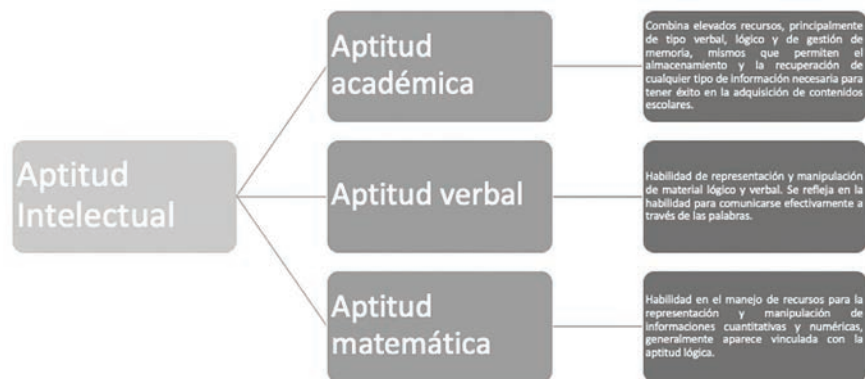 Aptitud
Intelectual
Aptitud
académica
Combina elevados recursos, principalmente
de tipo verbal, lógico y de gestión de
memoria, mismos que permiten el
almacenamiento y la recuperación de
cualquier tipo de información necesaria para
tener éxito en la adquisición de contenidos
escolares.
Aptitud verbal
Habilidad de representación y manipulación
de material lógico y verbal. Se refleja en la
habilidad para comunicarse efectivamente a
través de las palabras.
Aptitud
matemática
Habilidad en el manejo de recursos para la
representación y manipulación de
informaciones cuantitativas y numéricas,
generalmente aparece vinculada con la
aptitud lógica.